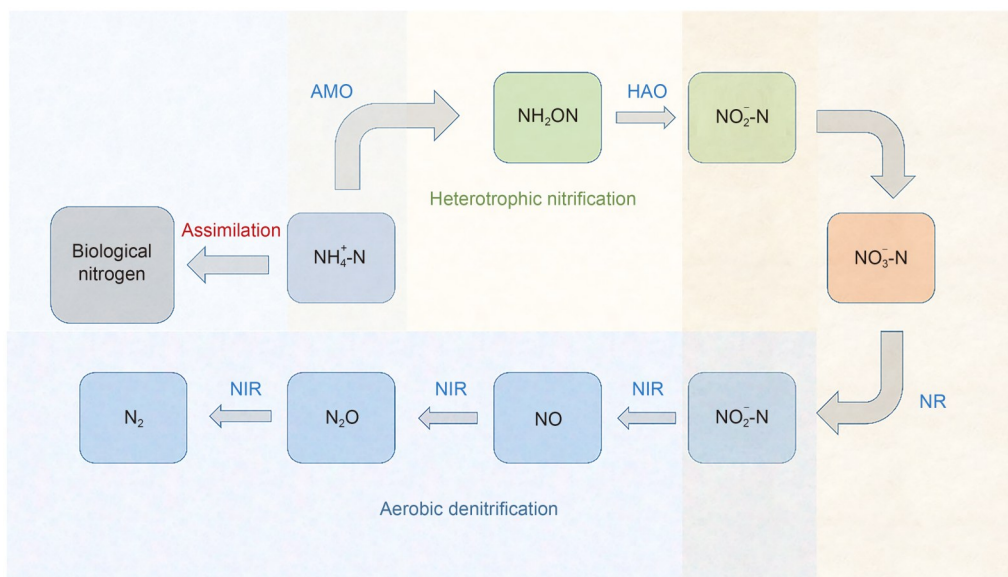 AMO
NH₂ON
HAO
NO₂⁻-N
Heterotrophic nitrification
Biological
nitrogen
Assimilation
NH₄⁺-N
NO₃⁻-N
N₂
NIR
N₂O
NIR
NO
NIR
NO₂⁻-N
NR
Aerobic denitrification